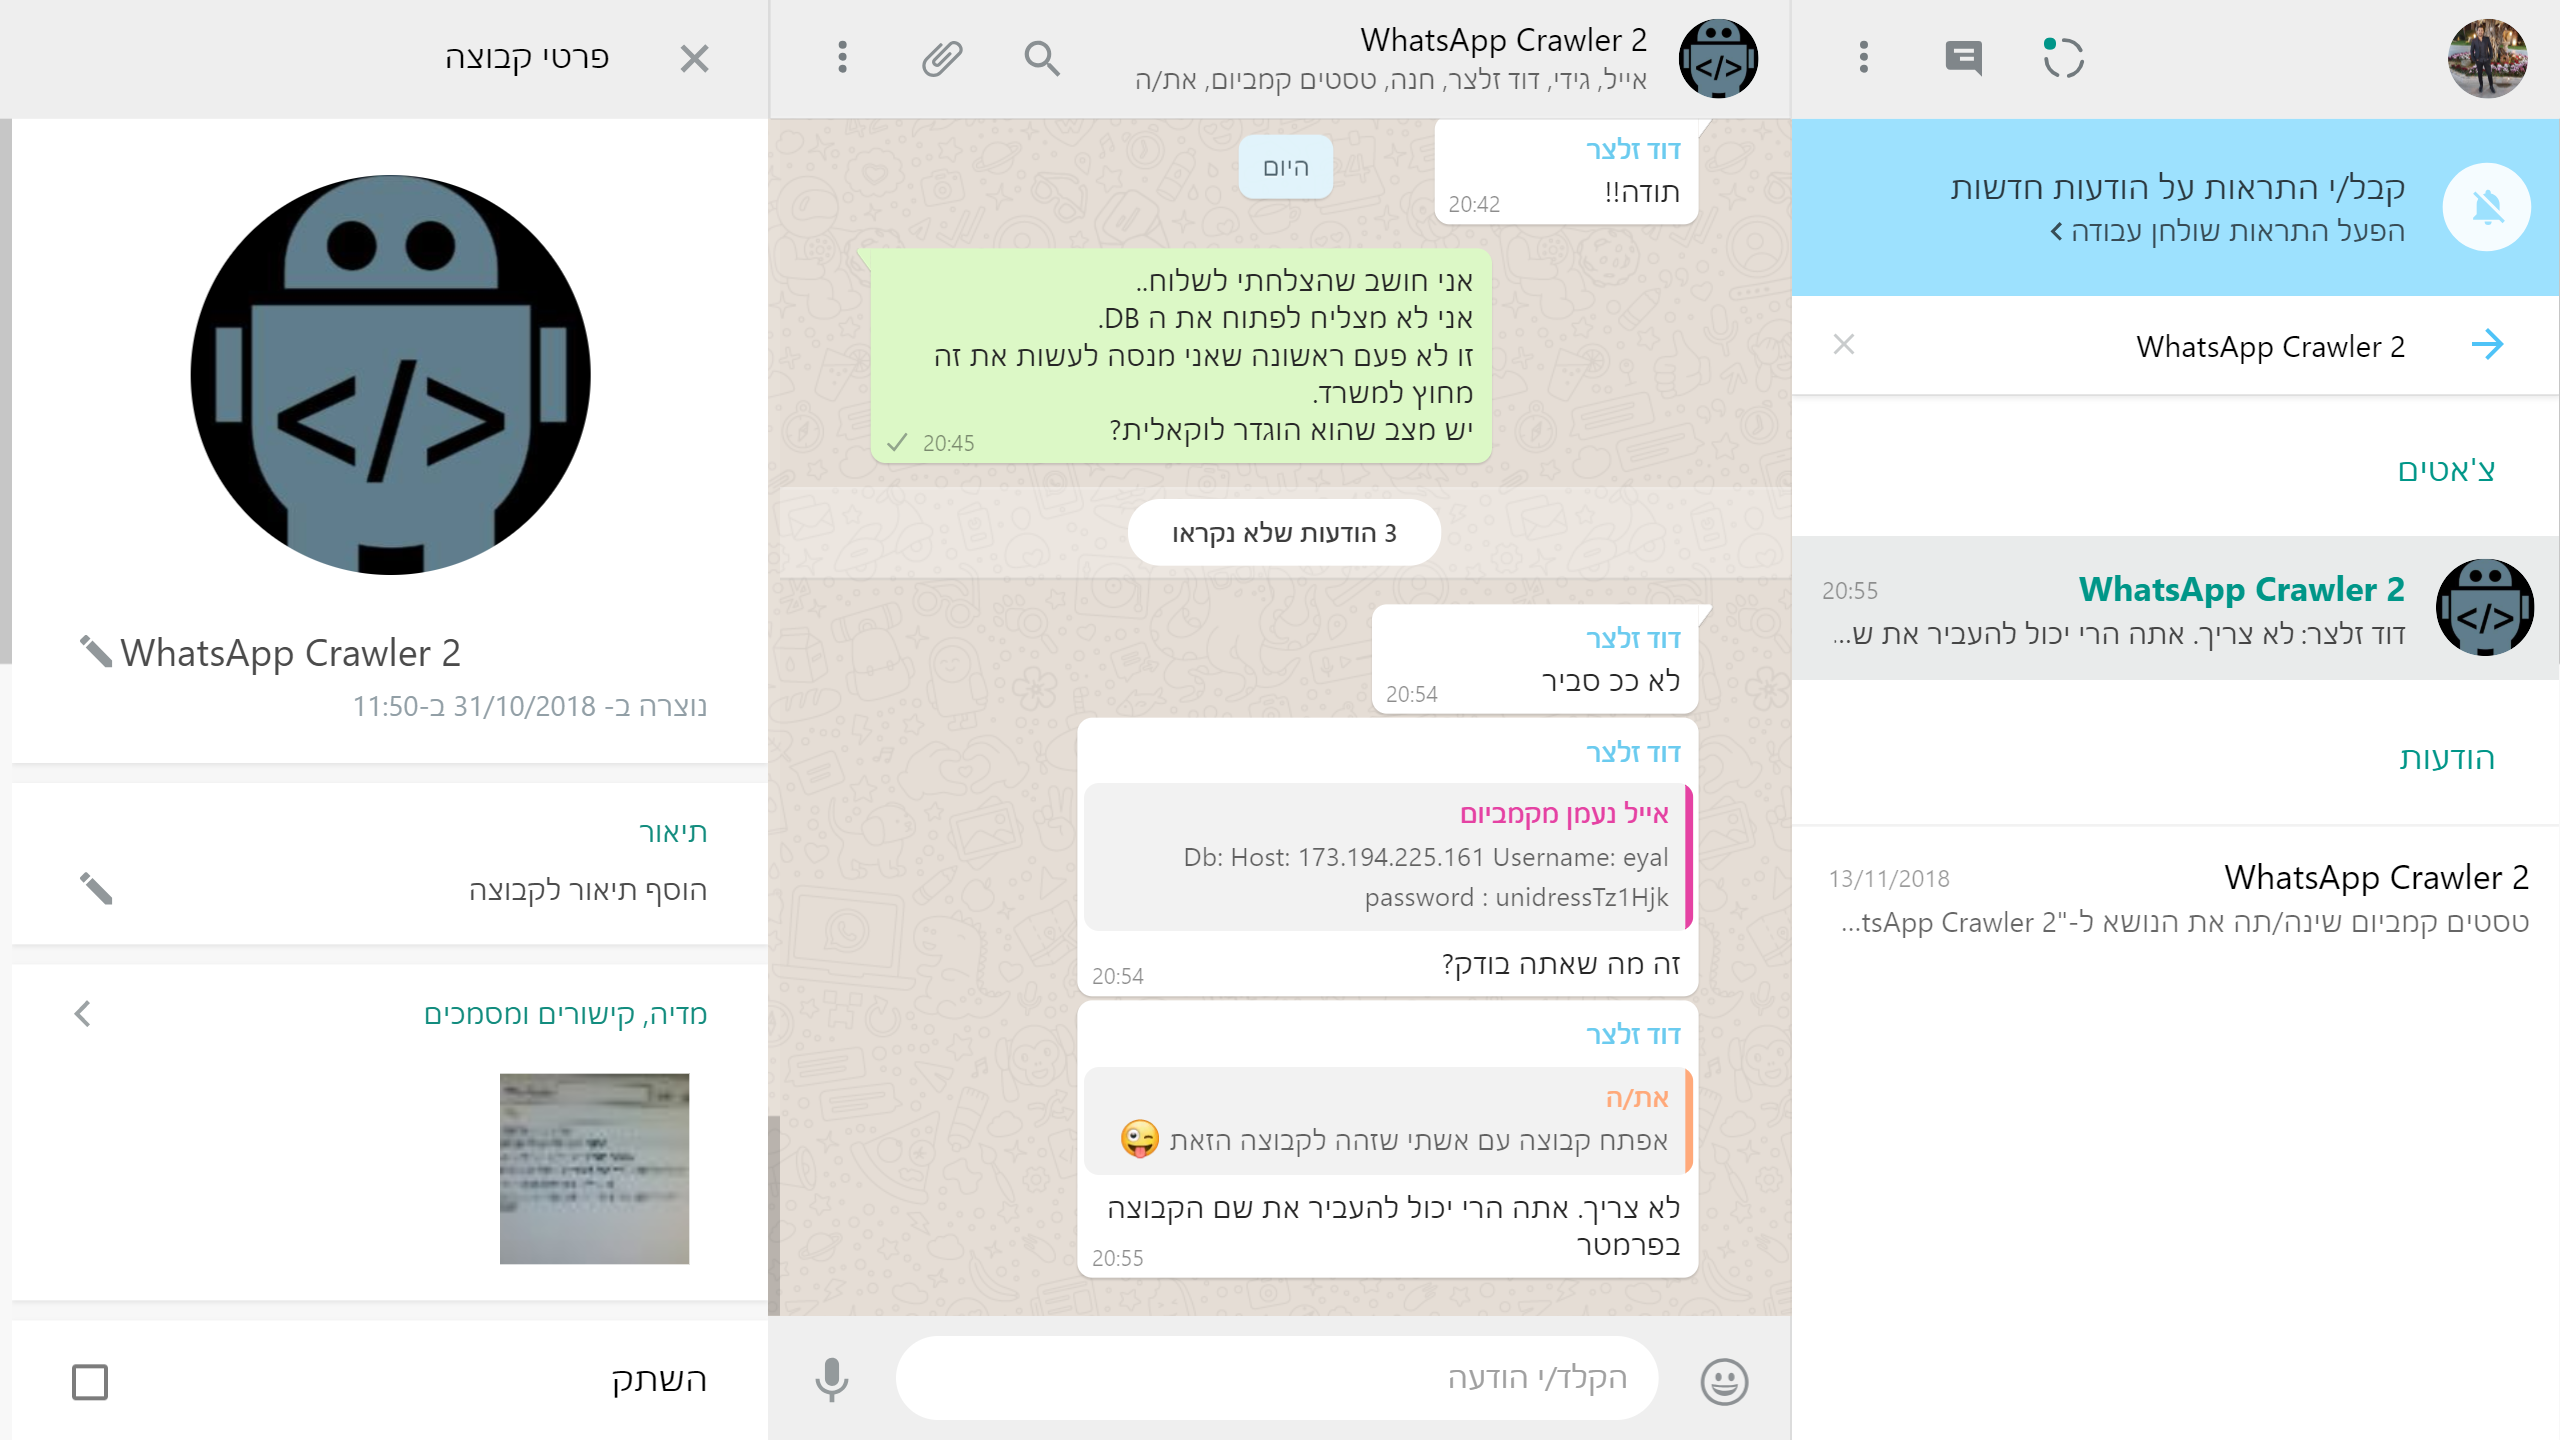 WhatsApp Crawler 2
אייל, גידי, דוד זלצר, חנה, טסטים קמביום, את/ה
קבל/י התראות על הודעות חדשות
הפעל התראות שולחן עבודה
WhatsApp Crawler 2
צ'אטים
WhatsApp Crawler 2
20:55
דוד זלצר: לא צריך. אתה הרי יכול להעביר את ש...
הודעות
WhatsApp Crawler 2
13/11/2018
טסטים קמביום שינה/תה את הנושא ל-"tsApp Crawler 2...
דוד זלצר
תודה!!
20:42
היום
אני חושב שהצלחתי לשלוח..
אני לא מצליח לפתוח את ה DB.
זו לא פעם ראשונה שאני מנסה לעשות את זה
מחוץ למשרד.
יש מצב שהוא הוגדר לוקאלית?
20:45
3 הודעות שלא נקראו
דוד זלצר
לא ככ סביר
20:54
דוד זלצר
אייל נעמן מקמביום
Db: Host: 173.194.225.161 Username: eyal
password : unidressTz1Hjk
זה מה שאתה בודק?
20:54
דוד זלצר
את/ה
אפתח קבוצה עם אשתי שזהה לקבוצה הזאת 😜
לא צריך. אתה הרי יכול להעביר את שם הקבוצה
בפרמטר
20:55
הקלד/י הודעה
פרטי קבוצה
</>
WhatsApp Crawler 2
נוצרה ב- 31/10/2018 ב-11:50
תיאור
הוסף תיאור לקבוצה
מדיה, קישורים ומסמכים
השתק